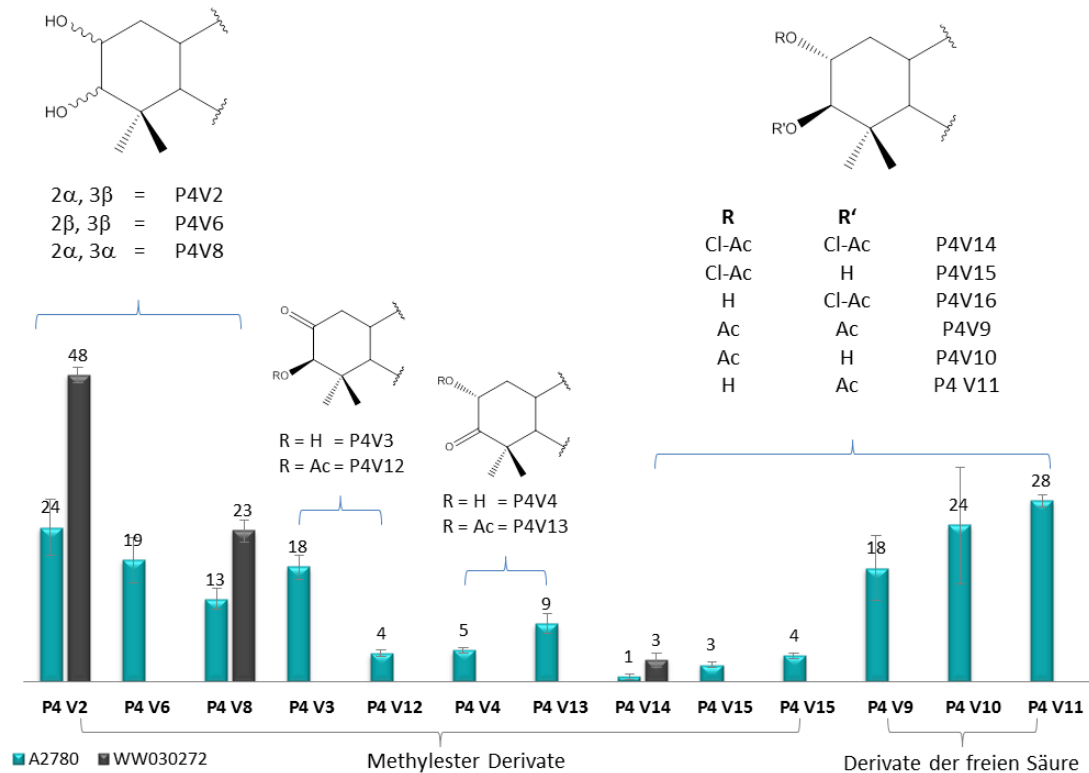 HO
HO
2α, 3β = P4V2
2β, 3β = P4V6
2α, 3α = P4V8
RO
R'O
R R‘
Cl-Ac Cl-Ac P4V14
Cl-Ac H P4V15
H Cl-Ac P4V16
Ac Ac P4V9
Ac H P4V10
H Ac P4 V11
O
RO
R = H = P4V3
R = Ac = P4V12
RO
O
R = H = P4V4
R = Ac = P4V13
24 48 19 13 23 18 4 5 9 1 3 3 4 18 24 28
P4 V2 P4 V6 P4 V8 P4 V3 P4 V12 P4 V4 P4 V13 P4 V14 P4 V15 P4 V15 P4 V9 P4 V10 P4 V11
A2780 WW030272 Methylester Derivate Derivate der freien Säure